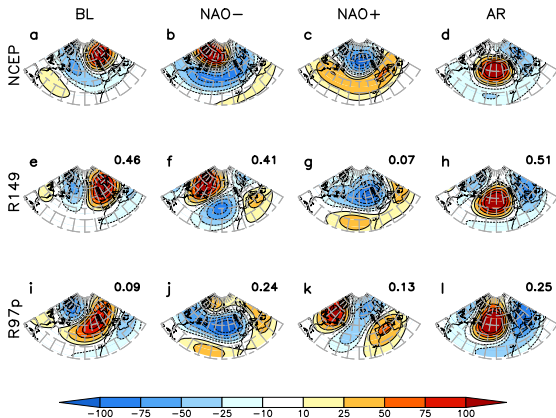 BL NAO− NAO+ AR
NCEP
a b c d
R149
e 0.46 f 0.41 g 0.07 h 0.51
R97p
i 0.09 j 0.24 k 0.13 l 0.25
−100 −75 −50 −25 −10 10 25 50 75 100